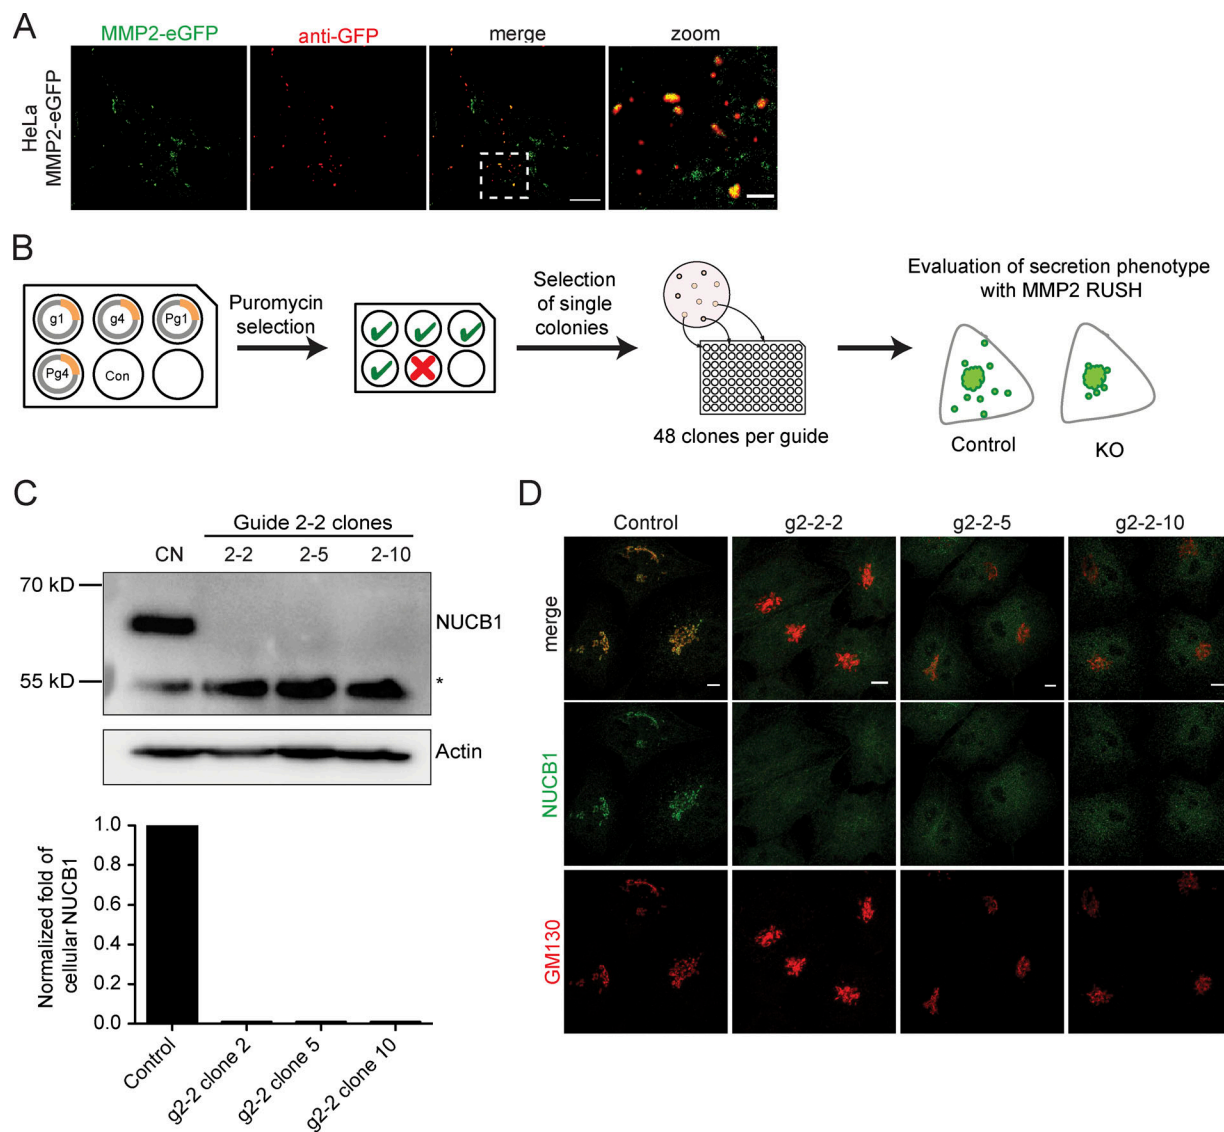 A
MMP2-eGFP anti-GFP merge zoom
HeLa
MMP2-eGFP
B
g1 g4 Pg1
Pg4 Con
Puromycin
selection
Selection
of single
colonies
48 clones per guide
Evaluation of secretion phenotype
with MMP2 RUSH
Control KO
C
Guide 2-2 clones
CN 2-2 2-5 2-10
70 kD
NUCB1
55 kD *
Actin
Normalized fold of
cellular NUCB1
1.0
0.8
0.6
0.4
0.2
0.0
Control
g2-2 clone 2
g2-2 clone 5
g2-2 clone 10
D
Control g2-2-2 g2-2-5 g2-2-10
merge
NUCB1
GM130